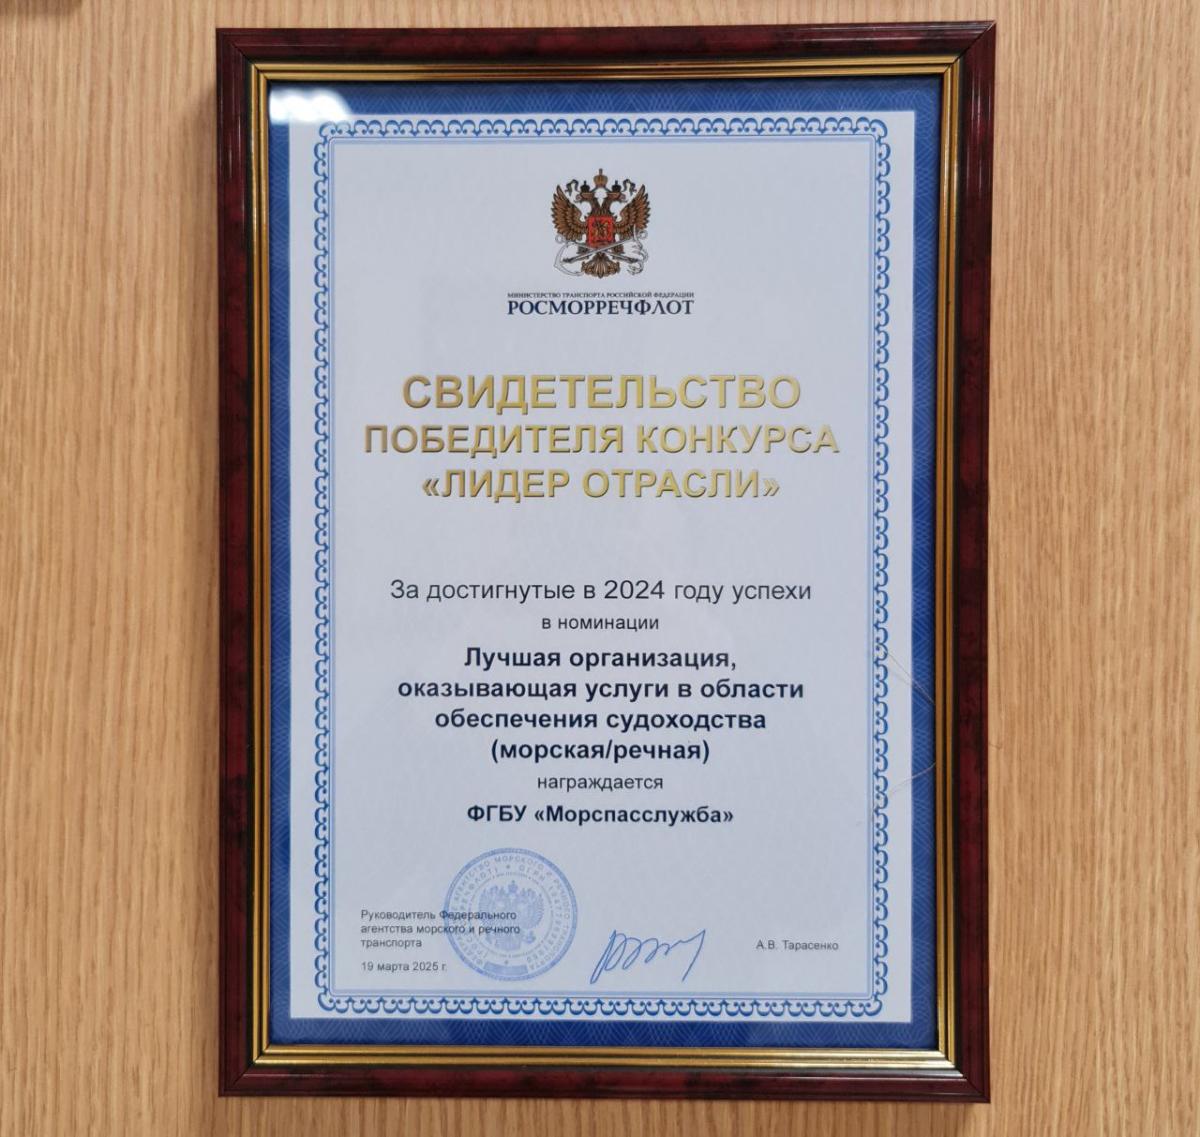 МИНИСТЕРСТВО ТРАНСПОРТА РОССИЙСКОЙ ФЕДЕРАЦИИ
РОСМОРРЕЧФЛОТ
СВИДЕТЕЛЬСТВО
ПОБЕДИТЕЛЯ КОНКУРСА
«ЛИДЕР ОТРАСЛИ»
За достигнутые в 2024 году успехи
в номинации
Лучшая организация,
оказывающая услуги в области
обеспечения судоходства
(морская/речная)
награждается
ФГБУ «Морспасслужба»
Руководитель Федерального
агентства морского и речного
транспорта
19 марта 2025 г.
А.В. Тарасенко